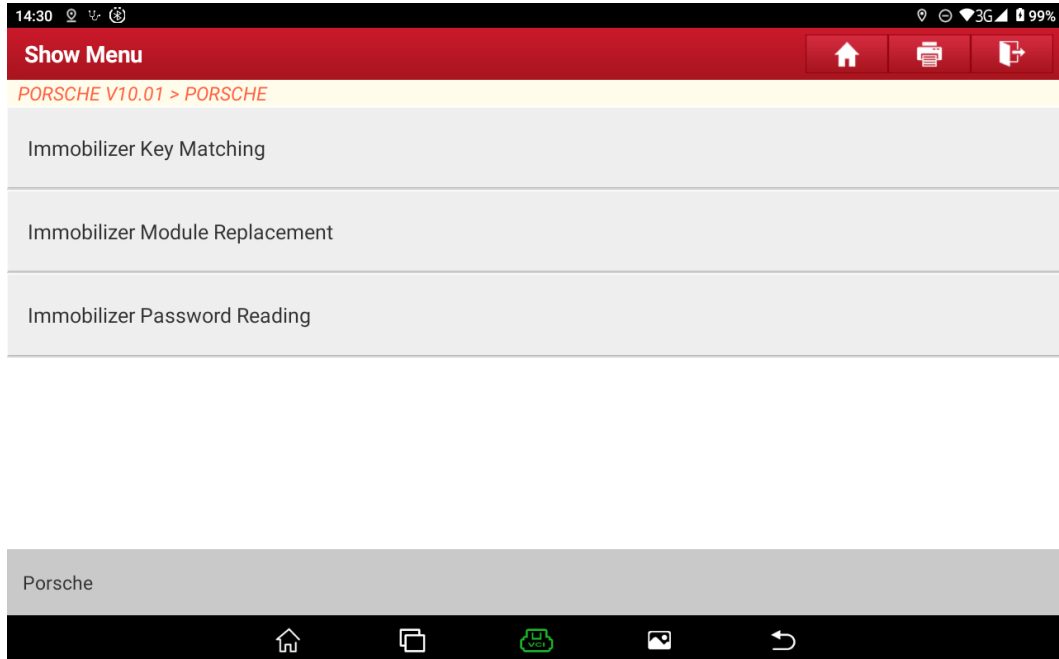 14:30
3G 99%
Show Menu
PORSCHE V10.01 > PORSCHE
Immobilizer Key Matching
Immobilizer Module Replacement
Immobilizer Password Reading
Porsche
VCI